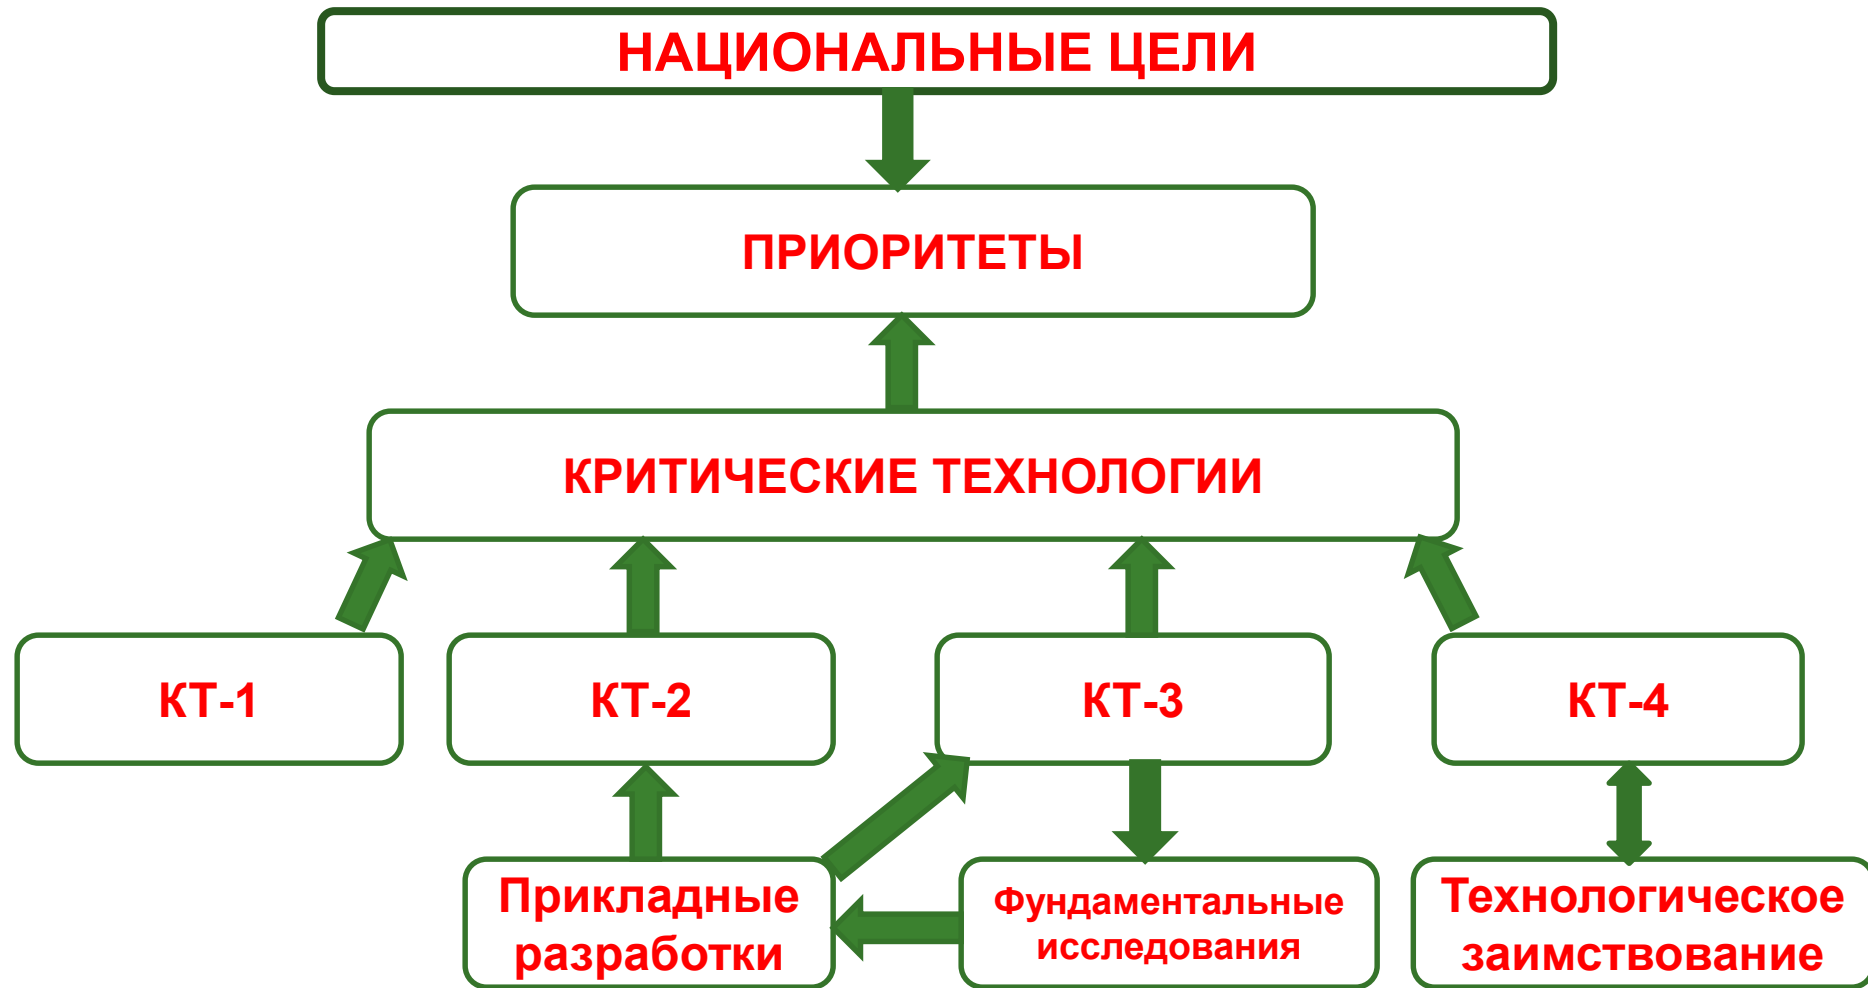 НАЦИОНАЛЬНЫЕ ЦЕЛИ
ПРИОРИТЕТЫ
КРИТИЧЕСКИЕ ТЕХНОЛОГИИ
КТ-1
КТ-2
КТ-3
КТ-4
Прикладные
разработки
Фундаментальные
исследования
Технологическое
заимствование